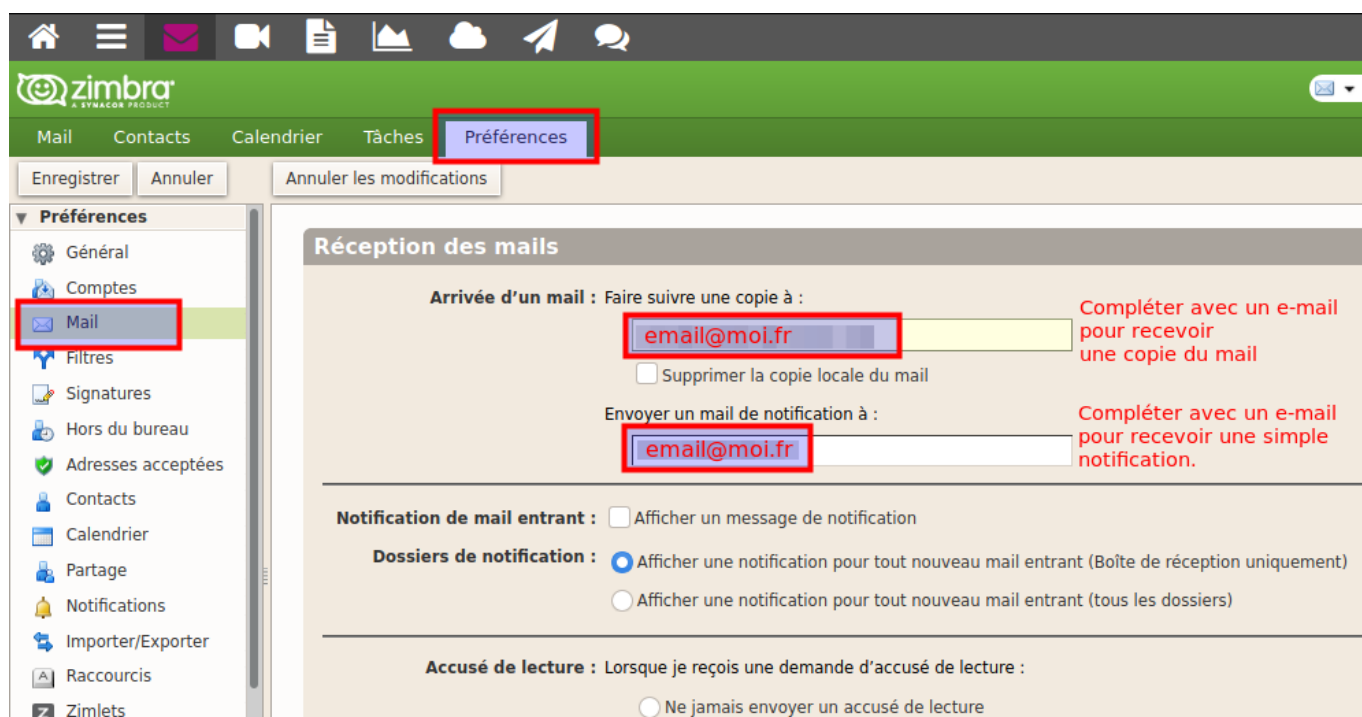 zimbra
A SYNACOR PRODUCT
Mail Contacts Calendrier Tâches Préférences
Enregistrer Annuler Annuler les modifications
Préférences
Général
Comptes
Mail
Filtres
Signatures
Hors du bureau
Adresses acceptées
Contacts
Calendrier
Partage
Notifications
Importer/Exporter
Raccourcis
Zimlets
Réception des mails
Arrivée d’un mail : Faire suivre une copie à :
email@moi.fr
Compléter avec un e-mail
pour recevoir
une copie du mail
Supprimer la copie locale du mail
Envoyer un mail de notification à :
email@moi.fr
Compléter avec un e-mail
pour recevoir une simple
notification.
Notification de mail entrant : Afficher un message de notification
Dossiers de notification : Afficher une notification pour tout nouveau mail entrant (Boîte de réception uniquement)
Afficher une notification pour tout nouveau mail entrant (tous les dossiers)
Accusé de lecture : Lorsque je reçois une demande d’accusé de lecture :
Ne jamais envoyer un accusé de lecture